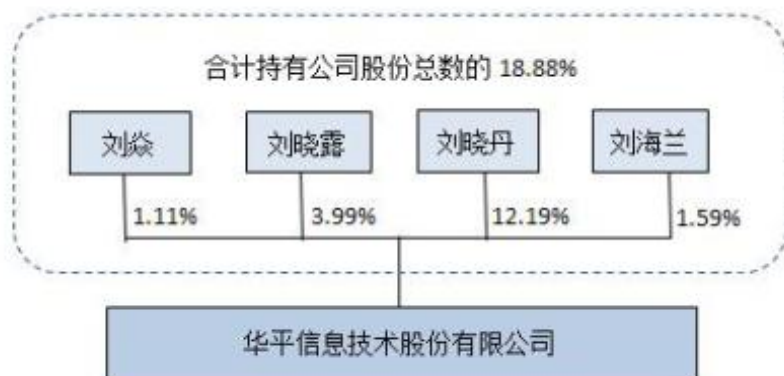 合计持有公司股份总数的 18.88%
刘焱 刘晓露 刘晓丹 刘海兰
1.11% 3.99% 12.19% 1.59%
华平信息技术股份有限公司